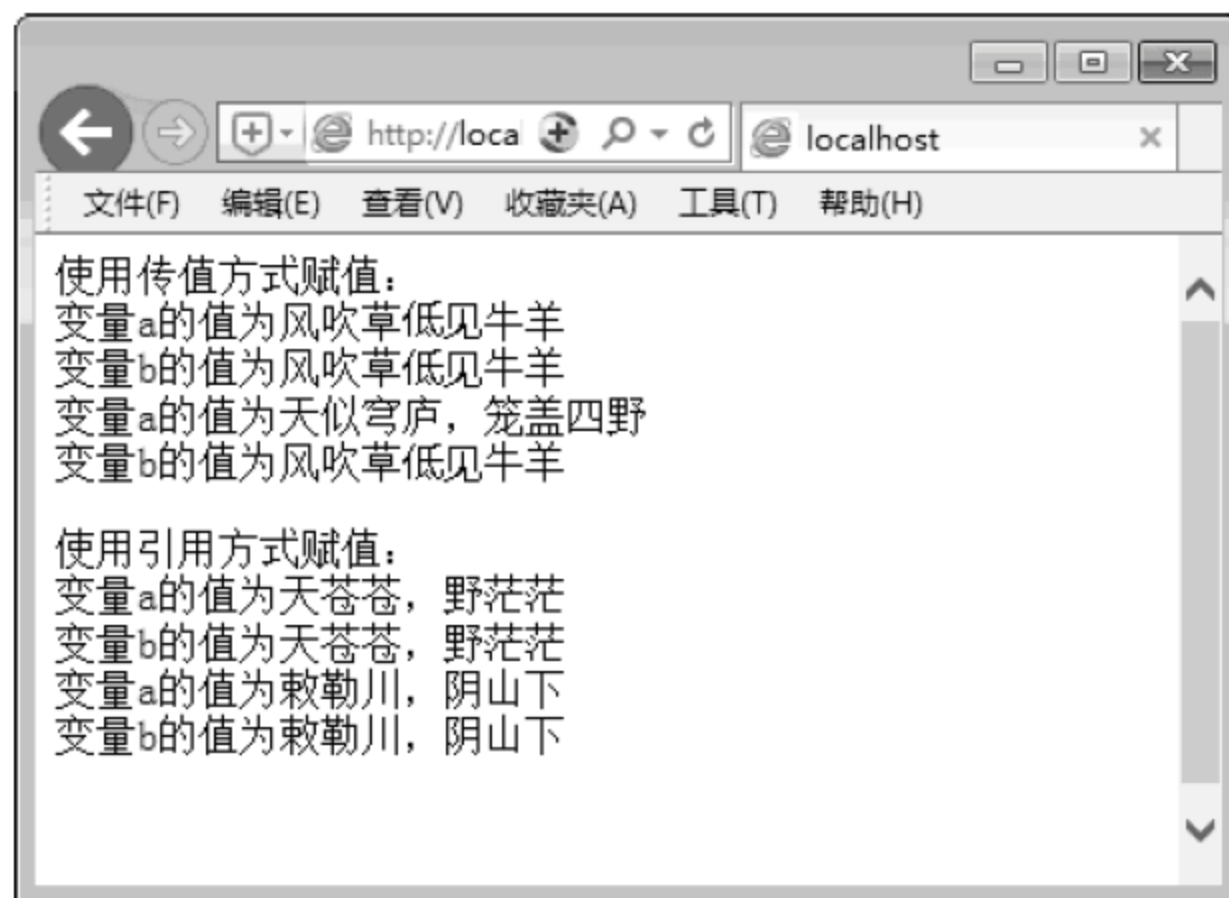 http://loca
localhost
文件(F) 编辑(E) 查看(V) 收藏夹(A) 工具(T) 帮助(H)
使用传值方式赋值：
变量a的值为风吹草低见牛羊
变量b的值为风吹草低见牛羊
变量a的值为天似穹庐，笼盖四野
变量b的值为风吹草低见牛羊
使用引用方式赋值：
变量a的值为天苍苍，野茫茫
变量b的值为天苍苍，野茫茫
变量a的值为敕勒川，阴山下
变量b的值为敕勒川，阴山下